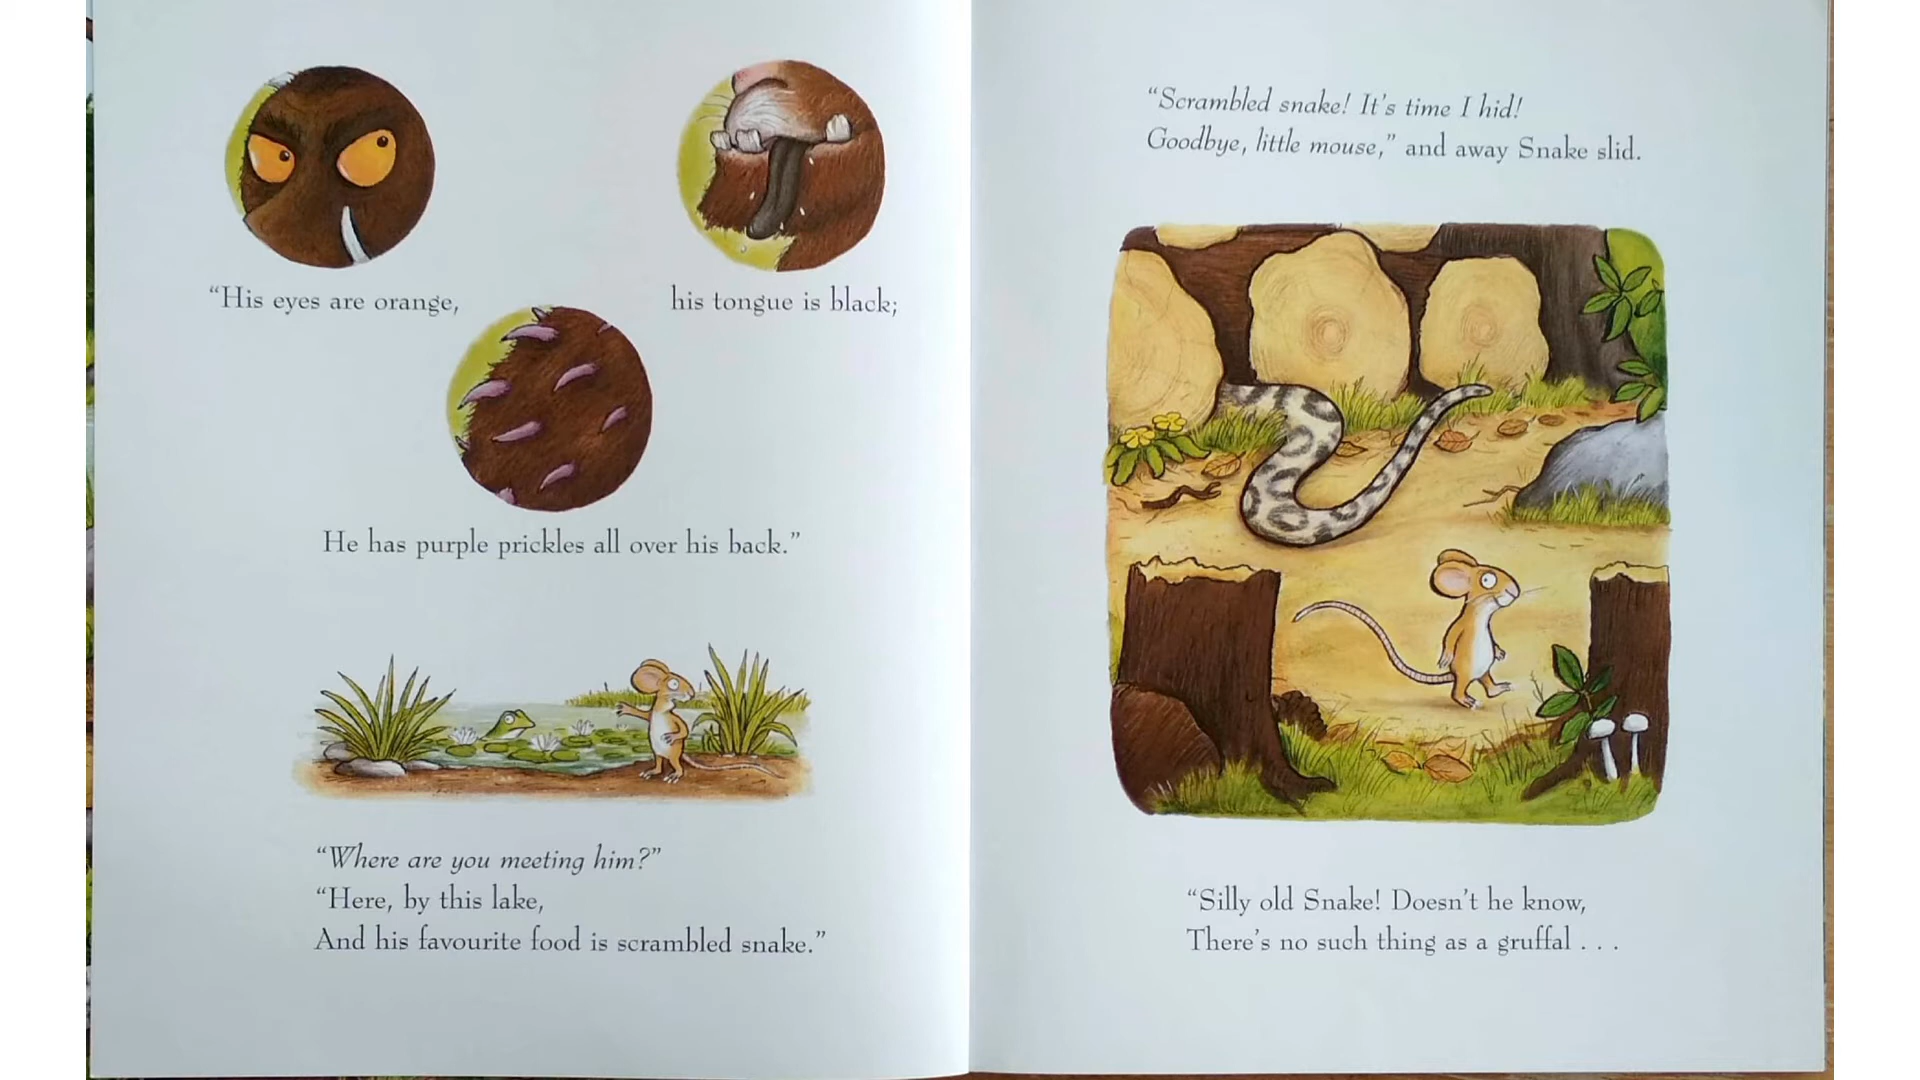 “His eyes are orange,
his tongue is black;
He has purple prickles all over his back.”
“Where are you meeting him?”
“Here, by this lake,
And his favourite food is scrambled snake.”
“Scrambled snake! It’s time I hid!
Goodbye, little mouse,” and away Snake slid.
“Silly old Snake! Doesn’t he know,
There’s no such thing as a gruffal . . .